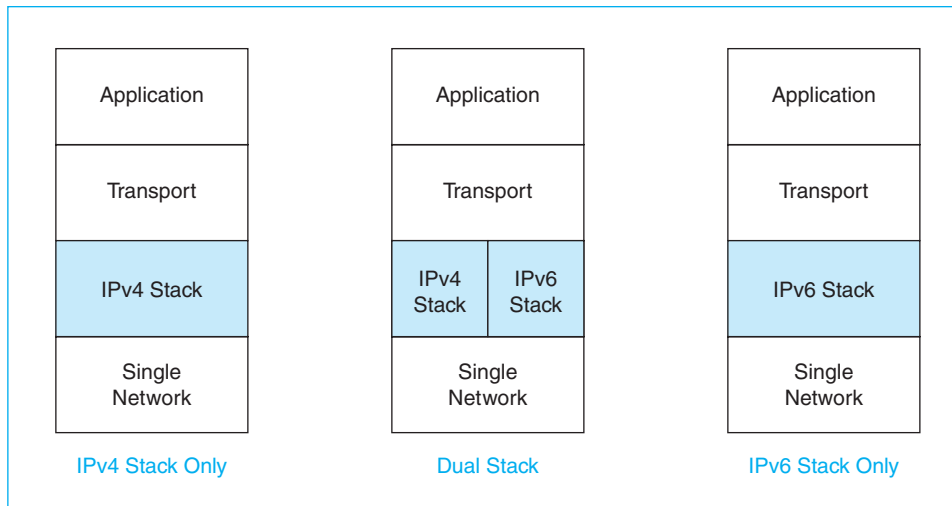 Application
Transport
IPv4 Stack
Single
Network
IPv4 Stack Only
Application
Transport
IPv4
Stack
IPv6
Stack
Single
Network
Dual Stack
Application
Transport
IPv6 Stack
Single
Network
IPv6 Stack Only